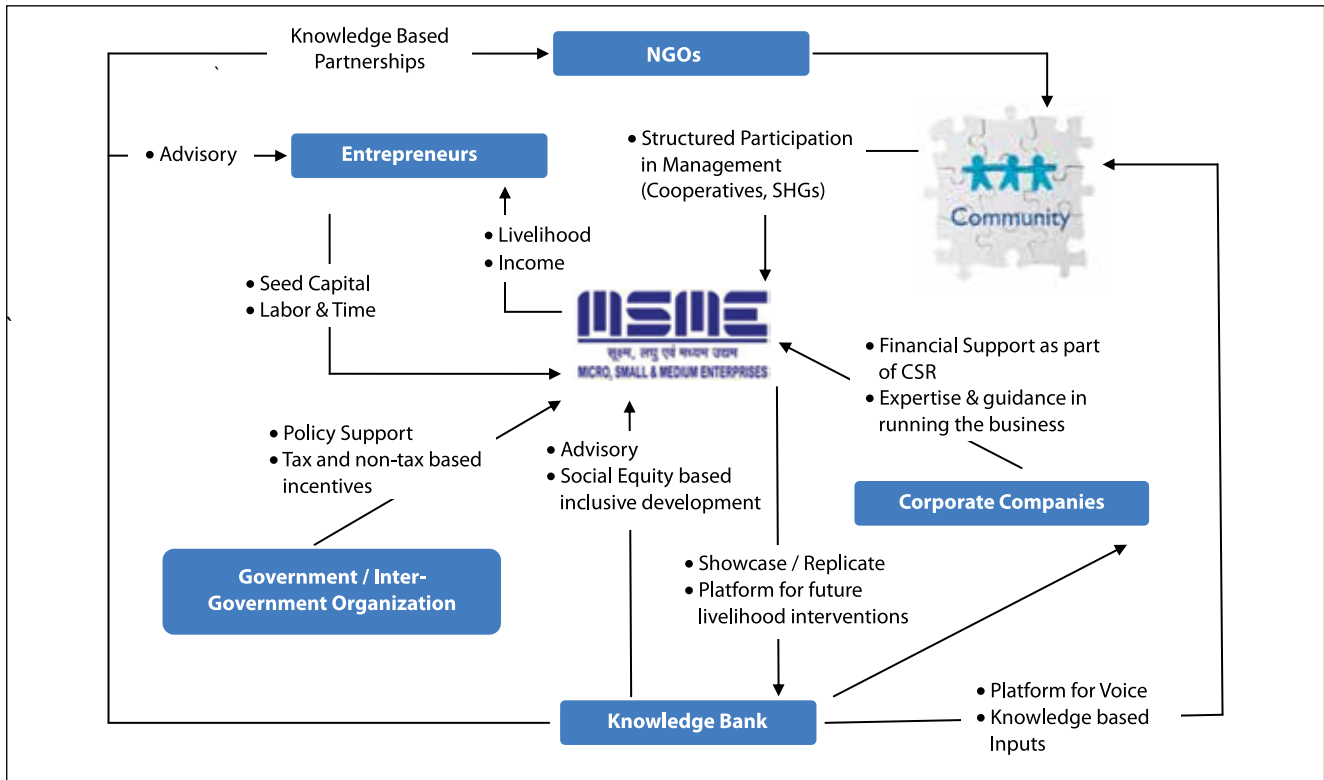 Knowledge Based
Partnerships
NGOs
• Advisory
Entrepreneurs
• Structured Participation
in Management
(Cooperatives, SHGs)
Community
• Livelihood
• Income
• Seed Capital
• Labor & Time
MSME
सूक्ष्म, लघु एवं मध्यम उद्यम
MICRO, SMALL & MEDIUM ENTERPRISES
• Financial Support as part
of CSR
• Expertise & guidance in
running the business
• Policy Support
• Tax and non-tax based
incentives
• Advisory
• Social Equity based
inclusive development
Corporate Companies
Government / Inter-
Government Organization
• Showcase / Replicate
• Platform for future
livelihood interventions
Knowledge Bank
• Platform for Voice
• Knowledge based
Inputs